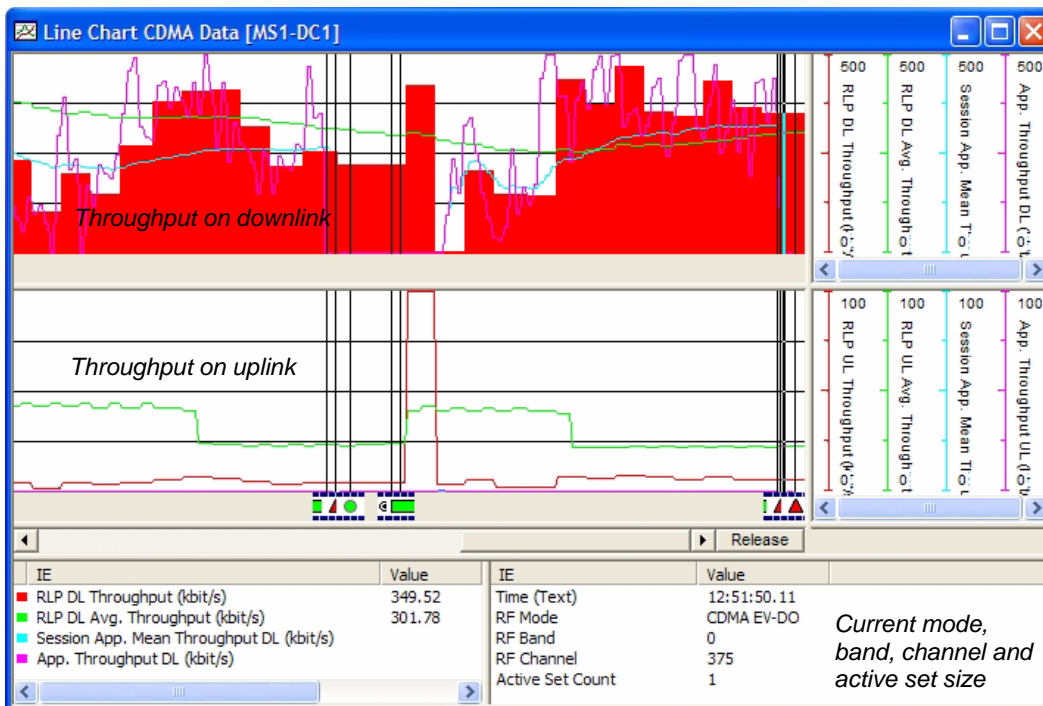 Line Chart CDMA Data [MS1-DC1]
500 500 500 500
RLP DL Throughput
RLP DL Avg. Through
Session App. Mean
App. Throughput DL
Throughput on downlink
100 100 100 100
RLP UL Throughput
RLP UL Avg. Through
Session App. Mean
App. Throughput UL
Throughput on uplink
Release
IE Value
RLP DL Throughput (kbit/s) 349.52
RLP DL Avg. Throughput (kbit/s) 301.78
Session App. Mean Throughput DL (kbit/s)
App. Throughput DL (kbit/s)
IE Value
Time (Text) 12:51:50.11
RF Mode CDMA EV-DO
RF Band 0
RF Channel 375
Active Set Count 1
Current mode,
band, channel and
active set size